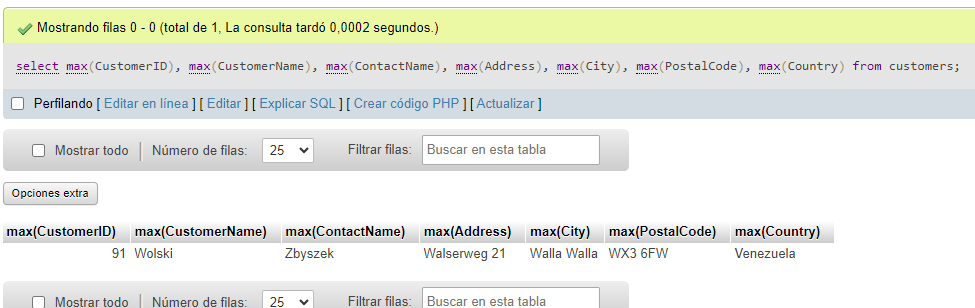 Mostrando filas 0 - 0 (total de 1, La consulta tardó 0,0002 segundos.)
select max(CustomerID), max(CustomerName), max(ContactName), max(Address), max(City), max(PostalCode), max(Country) from customers;
Perfilando [ Editar en línea ] [ Editar ] [ Explicar SQL ] [ Crear código PHP ] [ Actualizar ]
Mostrar todo Número de filas: 25 Filtrar filas: Buscar en esta tabla
Opciones extra
max(CustomerID) max(CustomerName) max(ContactName) max(Address) max(City) max(PostalCode) max(Country)
91 Wolski Zbyszek Walserweg 21 Walla Walla WX3 6FW Venezuela
Mostrar todo Número de filas: 25 Filtrar filas: Buscar en esta tabla